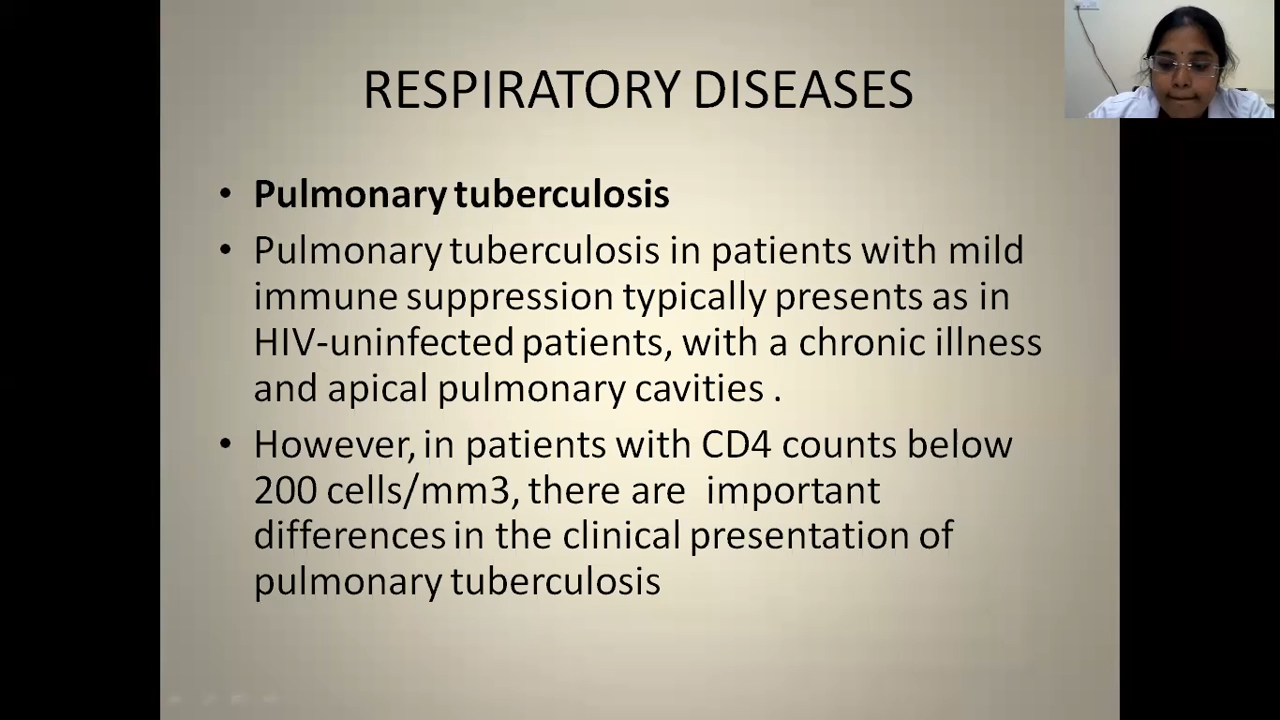 RESPIRATORY DISEASES
• Pulmonary tuberculosis
• Pulmonary tuberculosis in patients with mild
immune suppression typically presents as in
HIV-uninfected patients, with a chronic illness
and apical pulmonary cavities .
• However, in patients with CD4 counts below
200 cells/mm3, there are important
differences in the clinical presentation of
pulmonary tuberculosis